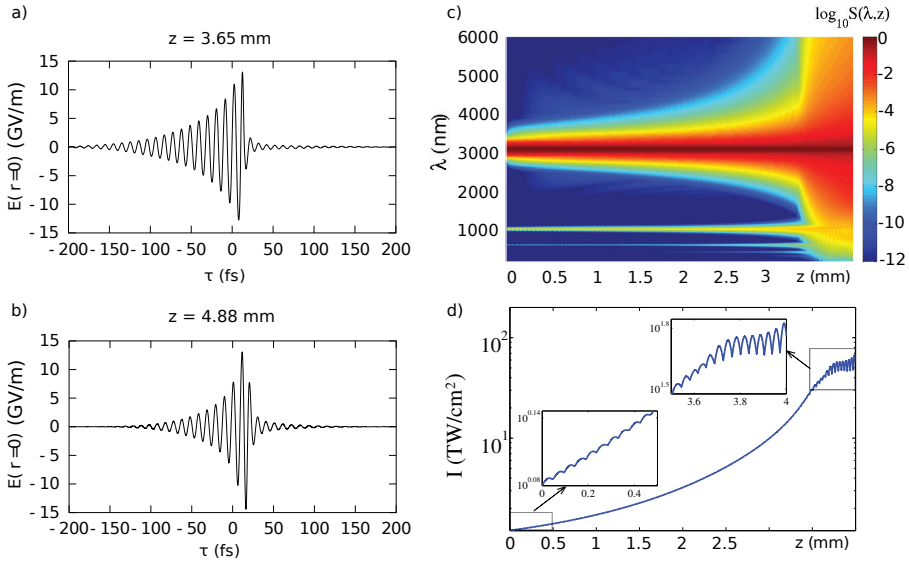 a)
z = 3.65 mm
15
10
5
0
- 5
- 10
- 15
E( r=0) (GV/m)
- 200 - 150 - 100 - 50 0 50 100 150 200
τ (fs)
b)
z = 4.88 mm
15
10
5
0
- 5
- 10
- 15
E( r=0) (GV/m)
- 200 - 150 - 100 - 50 0 50 100 150 200
τ (fs)
c)
log10S(λ,z)
6000
5000
4000
3000
2000
1000
λ (nm)
0 0.5 1 1.5 2 2.5 3 z (mm)
0
-2
-4
-6
-8
-10
-12
d)
10^2
10^1
I (TW/cm^2)
10^1.8
10^1.5
3.6 3.8 4
10^0.14
10^0.08
0 0.2 0.4
0 0.5 1 1.5 2 2.5 z (mm)